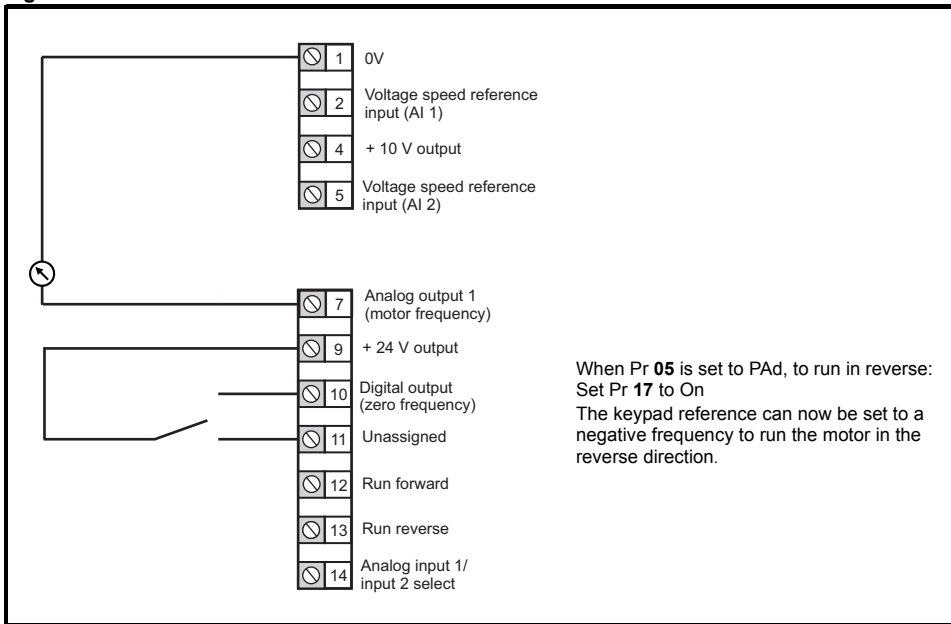 1 0V
2 Voltage speed reference
input (AI 1)
4 + 10 V output
5 Voltage speed reference
input (AI 2)
7 Analog output 1
(motor frequency)
9 + 24 V output
10 Digital output
(zero frequency)
11 Unassigned
12 Run forward
13 Run reverse
14 Analog input 1/
input 2 select
When Pr 05 is set to PAd, to run in reverse:
Set Pr 17 to On
The keypad reference can now be set to a
negative frequency to run the motor in the
reverse direction.